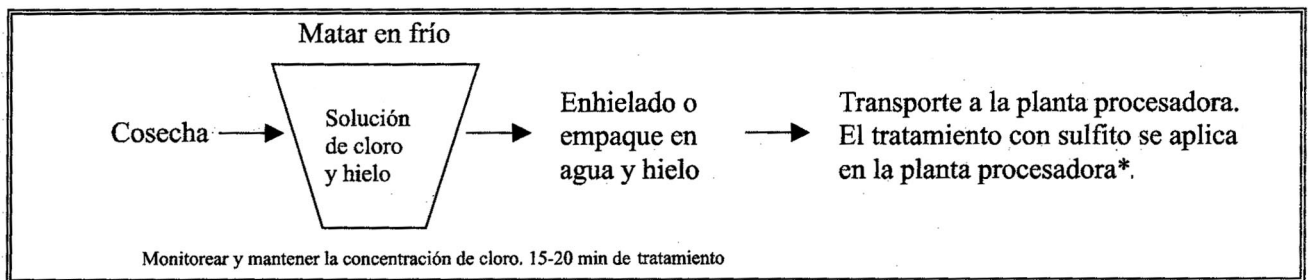 Matar en frío
Cosecha
Solución
de cloro
y hielo
Enhielado o
empaque en
agua y hielo
Transporte a la planta procesadora.
El tratamiento con sulfito se aplica
en la planta procesadora*.
Monitorear y mantener la concentración de cloro. 15-20 min de tratamiento